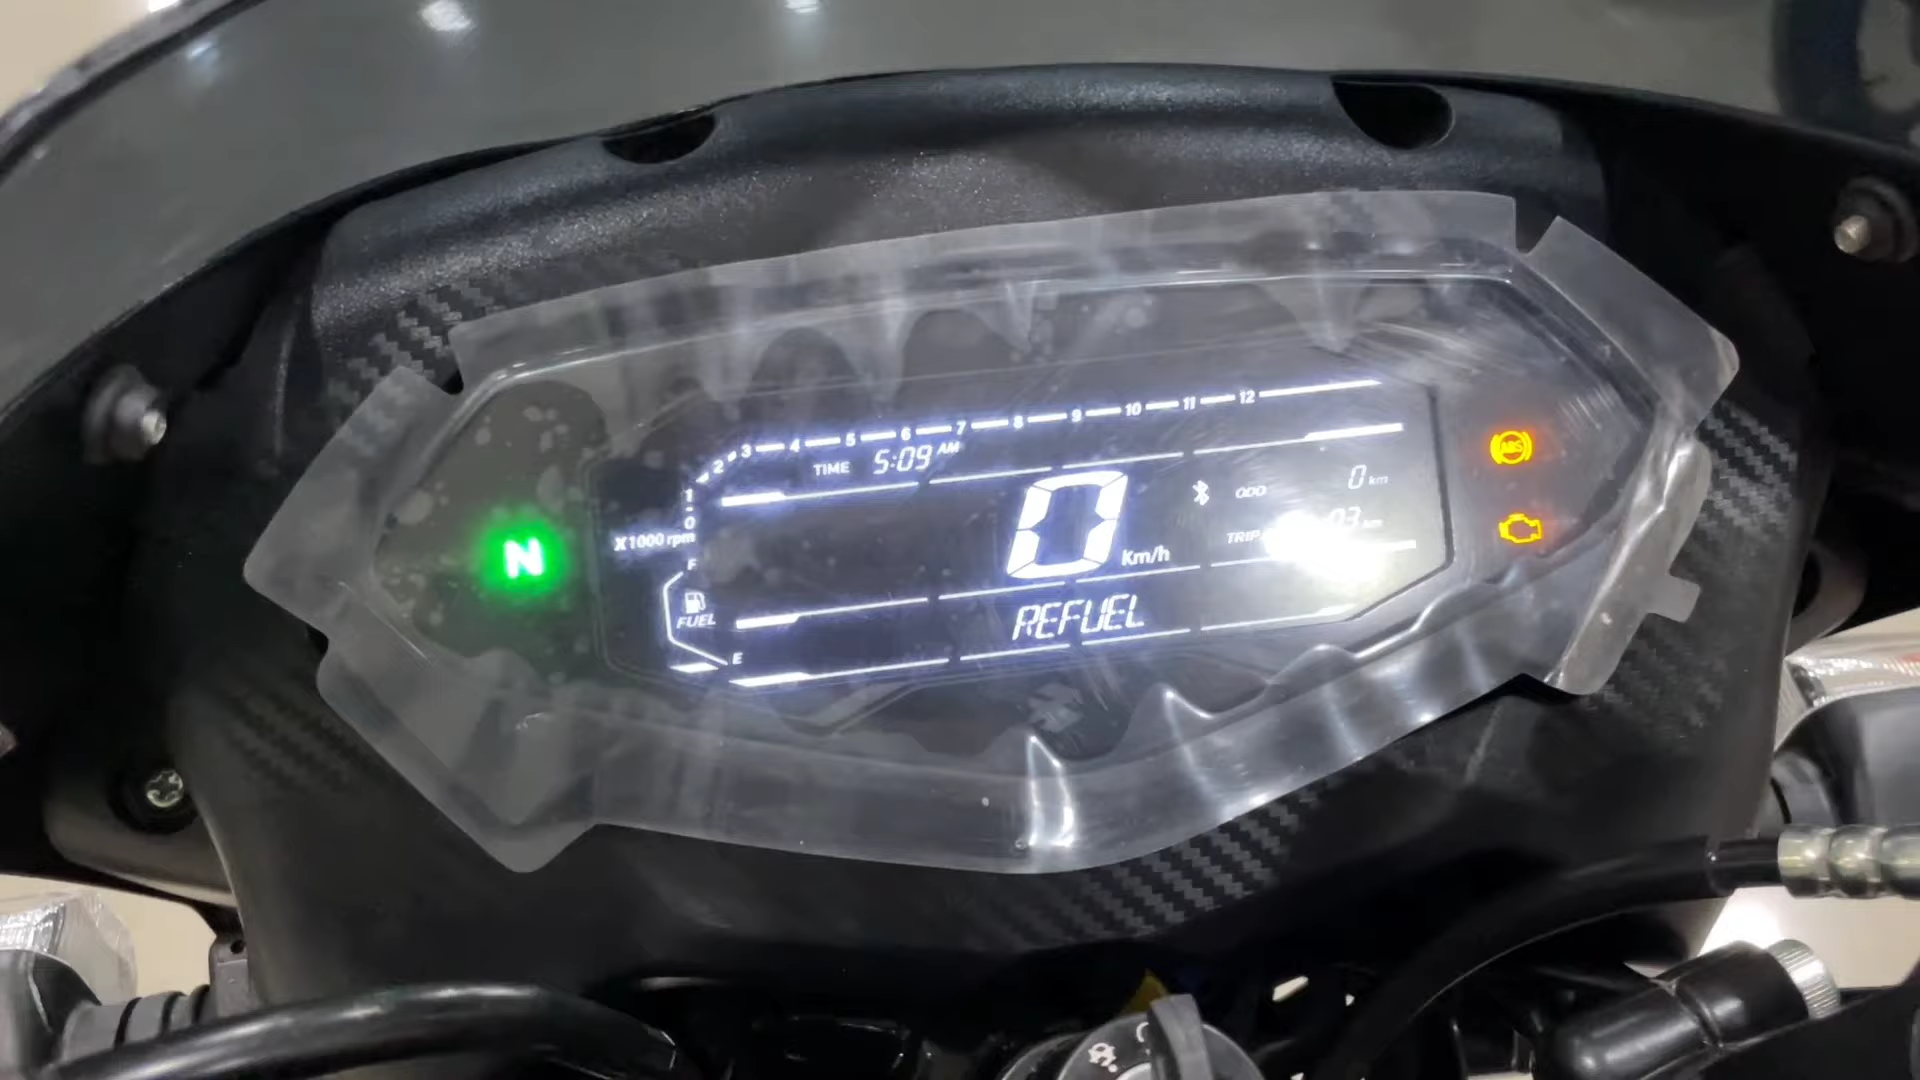 1 2 3 4 5 6 7 8 9 10 11 12
TIME 5:09 AM
0
X1000 rpm
N
0 Km/h
ODO 0 km
TRIP
km
F
FUEL
E
REFUEL
ABS